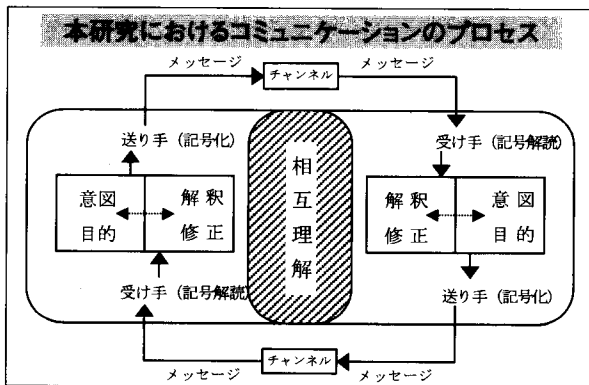 本研究におけるコミュニケーションのプロセス
メッセージ
チャンネル
メッセージ
送り手（記号化）
受け手（記号解読）
意図
目的
解釈
修正
相互理解
解釈
修正
意図
目的
受け手（記号解読）
送り手（記号化）
メッセージ
チャンネル
メッセージ